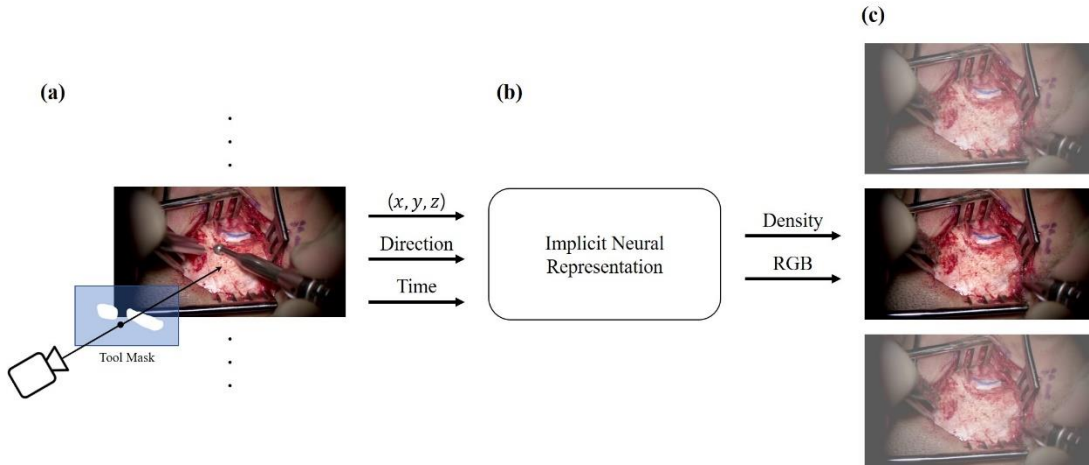 (c)
(a)
(b)
(x, y, z)
Direction
Time
Implicit Neural
Representation
Density
RGB
Tool Mask